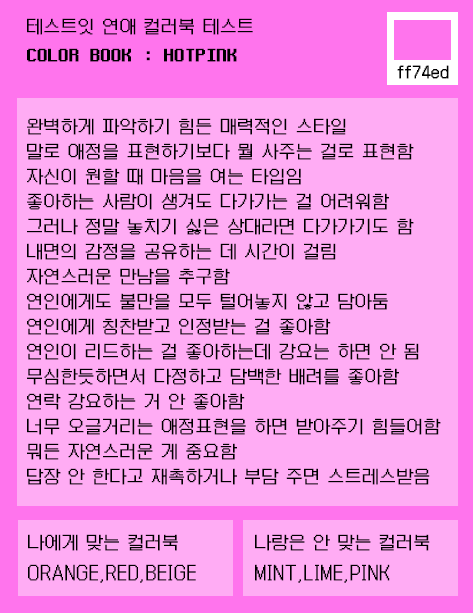 테스트잇 연애 컬러북 테스트
COLOR BOOK : HOTPINK
ff74ed
완벽하게 파악하기 힘든 매력적인 스타일
말로 애정을 표현하기보다 뭘 사주는 걸로 표현함
자신이 원할 때 마음을 여는 타입임
좋아하는 사람이 생겨도 다가가는 걸 어려워함
그러나 정말 놓치기 싫은 상대라면 다가가기도 함
내면의 감정을 공유하는 데 시간이 걸림
자연스러운 만남을 추구함
연인에게도 불만을 모두 털어놓지 않고 담아둠
연인에게 칭찬받고 인정받는 걸 좋아함
연인이 리드하는 걸 좋아하는데 강요는 하면 안 됨
무심한듯하면서 다정하고 담백한 배려를 좋아함
연락 강요하는 거 안 좋아함
너무 오글거리는 애정표현을 하면 받아주기 힘들어함
뭐든 자연스러운 게 중요함
답장 안 한다고 재촉하거나 부담 주면 스트레스받음
나에게 맞는 컬러북
ORANGE,RED,BEIGE
나랑은 안 맞는 컬러북
MINT,LIME,PINK